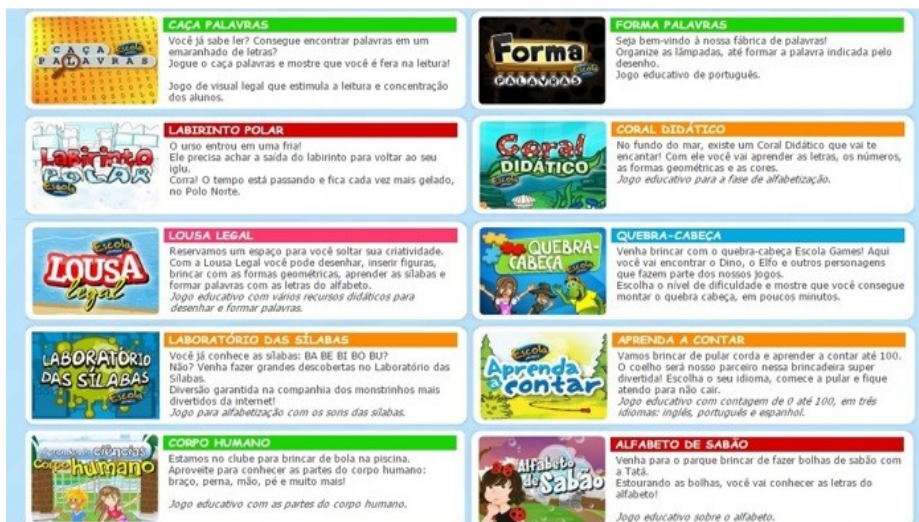 CAÇA PALAVRAS
CAÇA
PALAVRAS
Escola
Você já sabe ler? Consegue encontrar palavras em um
emaranhado de letras?
Jogue o caça palavras e mostre que você é fera na leitura!
Jogo de visual legal que estimula a leitura e concentração
dos alunos.
FORMA PALAVRAS
Forma
PALAVRAS
Escola
Seja bem-vindo à nossa fábrica de palavras!
Organize as lâmpadas, até formar a palavra indicada pelo
desenho.
Jogo educativo de português.
LABIRINTO POLAR
Labirinto
POLAR
Escola
O urso entrou em uma fria!
Ele precisa achar a saída do labirinto para voltar ao seu
iglu.
Corra! O tempo está passando e fica cada vez mais gelado,
no Polo Norte.
CORAL DIDÁTICO
Coral
DIDÁTICO
Escola
No fundo do mar, existe um Coral Didático que vai te
encantar! Com ele você vai aprender as letras, os números,
as formas geométricas e as cores.
Jogo educativo para a fase de alfabetização.
LOUSA LEGAL
Escola
LOUSA
legal
Reservamos um espaço para você soltar sua criatividade.
Com a Lousa Legal você pode desenhar, inserir figuras,
brincar com as formas geométricas, aprender as sílabas e
formar palavras com as letras do alfabeto.
Jogo educativo com vários recursos didáticos para
desenhar e formar palavras.
QUEBRA-CABEÇA
QUEBRA-
CABEÇA
Escola
Venha brincar com o quebra-cabeça Escola Games! Aqui
você vai encontrar o Dino, o Elfo e outros personagens
que fazem parte dos nossos jogos.
Escolha o nível de dificuldade e mostre que você consegue
montar o quebra cabeça, em poucos minutos.
LABORATÓRIO DAS SÍLABAS
LABORATÓRIO
DAS SÍLABAS
Escola
Você já conhece as sílabas: BA BE BI BO BU?
Não? Venha fazer grandes descobertas no Laboratório das
Sílabas.
Diversão garantida na companhia dos monstrinhos mais
divertidos da internet!
Jogo para alfabetização com os sons das sílabas.
APRENDA A CONTAR
Escola
Aprenda
a contar
Vamos brincar de pular corda e aprender a contar até 100.
O coelho será nosso parceiro nessa brincadeira super
divertida! Escolha o seu idioma, comece a pular e fique
atendo para não cair.
Jogo educativo com contagem de 0 até 100, em três
idiomas: inglês, português e espanhol.
CORPO HUMANO
ciências
Corpo humano
Estamos no clube para brincar de bola na piscina.
Aproveite para conhecer as partes do corpo humano:
braço, perna, mão, pé e muito mais!
Jogo educativo com as partes do corpo humano.
ALFABETO DE SABÃO
Alfabeto
de Sabão
Venha para o parque brincar de fazer bolhas de sabão com
a Tatá.
Estourando as bolhas, você vai conhecer as letras do
alfabeto!
Jogo educativo sobre o alfabeto.